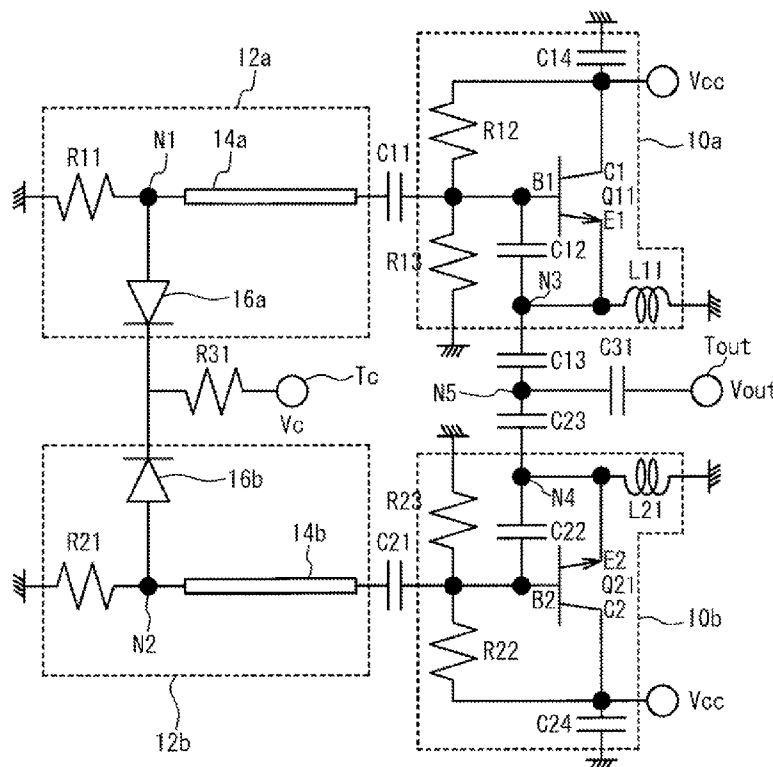 12a
C14
Vcc
R11
N1
14a
C11
R12
10a
B1
C1
Q11
E1
R13
C12
16a
N3
L11
R31
Tc
Vc
C13
C31
Tout
N5
Vout
C23
16b
N4
L21
R23
R21
14b
C21
C22
E2
Q21
B2
C2
N2
R22
10b
Vcc
C24
12b